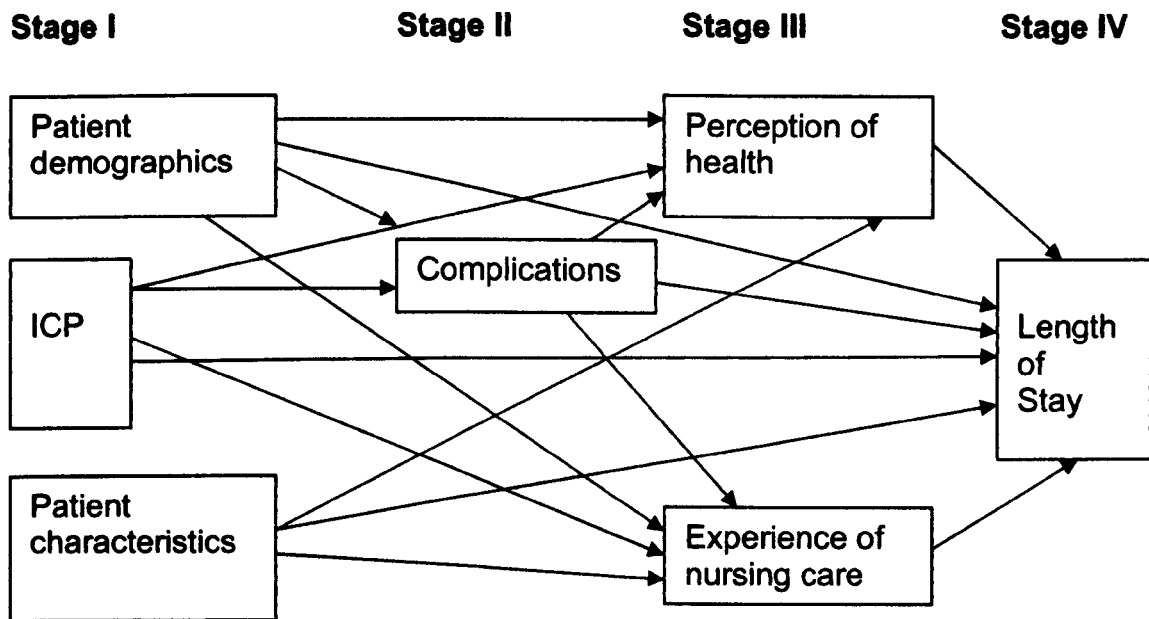 Stage I
Stage II
Stage III
Stage IV
Patient
demographics
Perception of
health
Complications
ICP
Length
of
Stay
Patient
characteristics
Experience of
nursing care